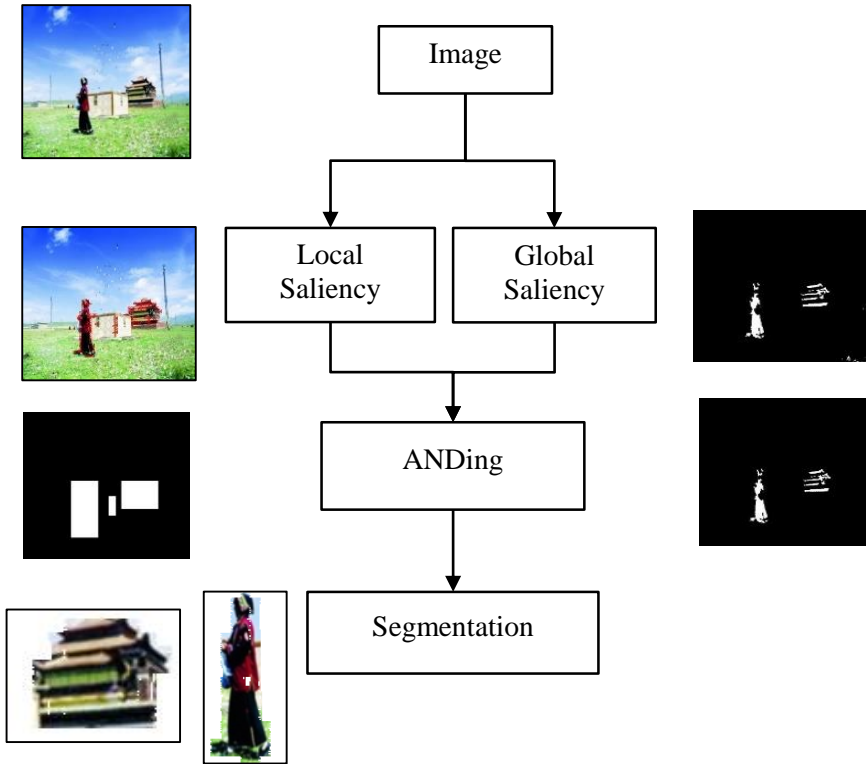 Image
Local
Saliency
Global
Saliency
ANDing
Segmentation